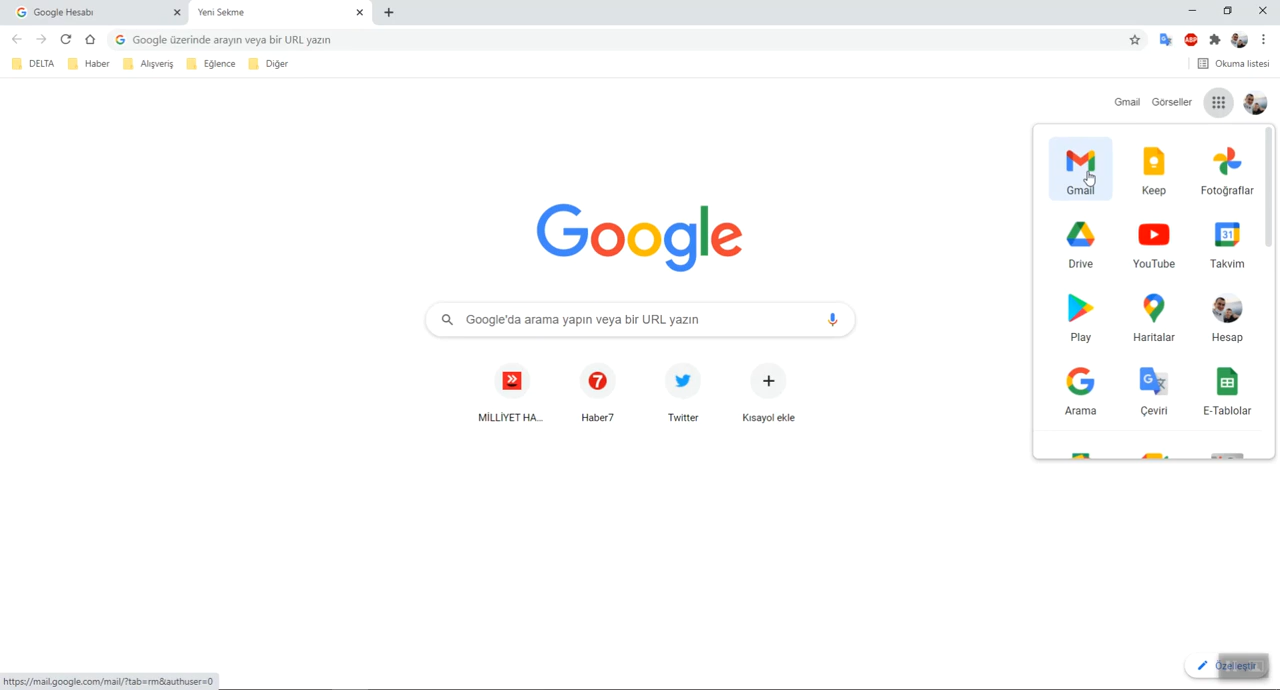 Google Hesabı
Yeni Sekme
Google üzerinde arayın veya bir URL yazın
DELTA Haber Alışveriş Eğlence Diğer Okuma listesi
Gmail Görseller
Gmail Keep Fotoğraflar
Drive YouTube Takvim
Play Haritalar Hesap
Arama Çeviri E-Tablolar
Google
Google'da arama yapın veya bir URL yazın
MİLLİYET HA... Haber7 Twitter Kısayol ekle
Özelleştir
https://mail.google.com/mail/?tab=rm&authuser=0